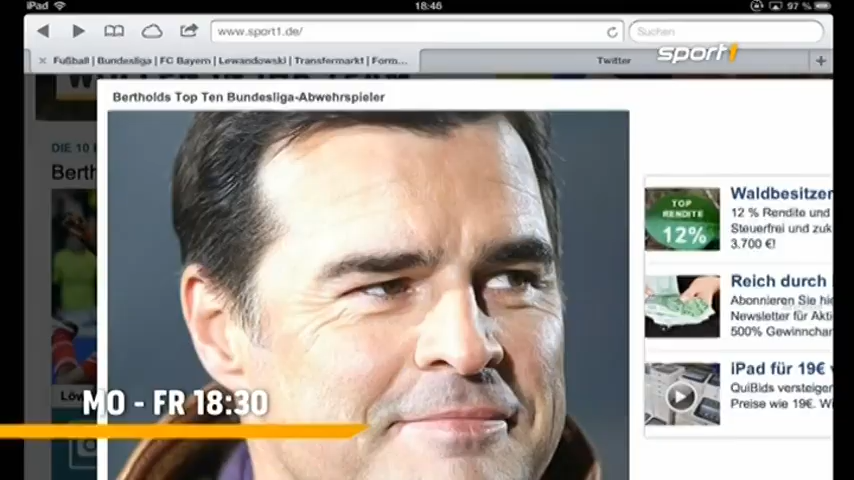 iPad
18:46
97 %
www.sport1.de/
Suchen
sport1
Fußball | Bundesliga | FC Bayern | Lewandowski | Transfermarkt | Form...
Twitter
Bertholds Top Ten Bundesliga-Abwehrspieler
DIE 10
Berth
TOP
RENDITE
12%
Waldbesitzer
12 % Rendite und
Steuerfrei und zuk
3.700 €!
Reich durch
Abonnieren Sie hie
Newsletter für Akti
500% Gewinnchar
iPad für 19€
QuiBids versteiger
Preise wie 19€. Wi
Löw
MO - FR 18:30